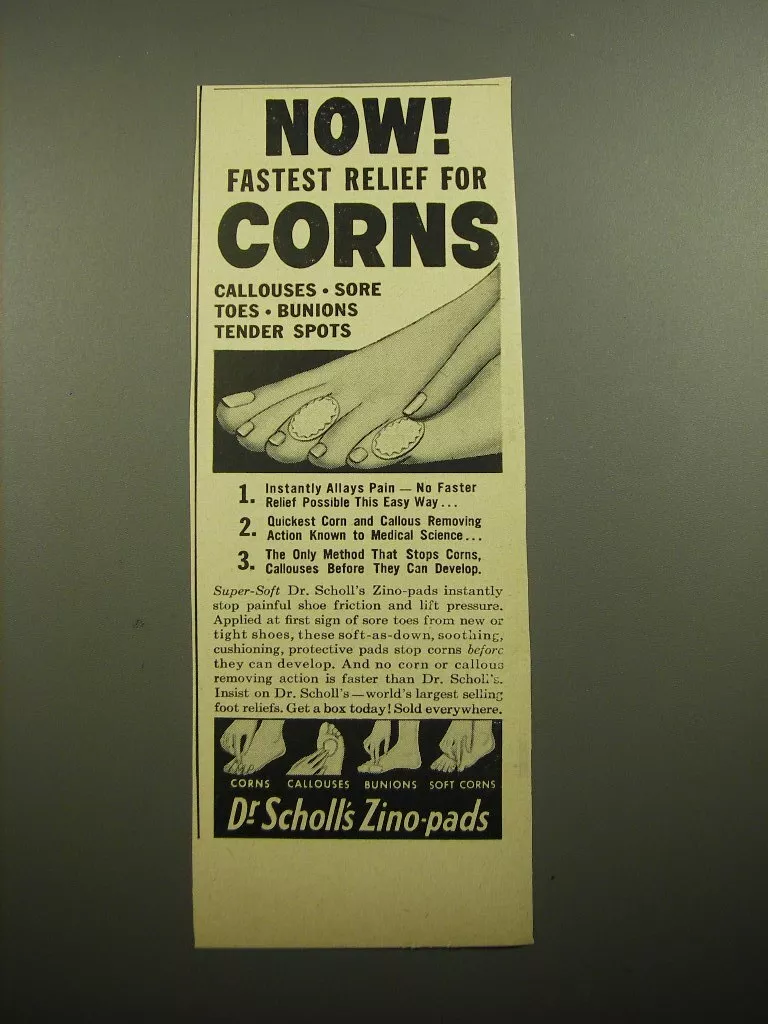 NOW!
FASTEST RELIEF FOR
CORNS
CALLOUSES • SORE
TOES • BUNIONS
TENDER SPOTS
1. Instantly Allays Pain — No Faster
Relief Possible This Easy Way...
2. Quickest Corn and Callous Removing
Action Known to Medical Science...
3. The Only Method That Stops Corns,
Callouses Before They Can Develop.
Super-Soft Dr. Scholl's Zino-pads instantly
stop painful shoe friction and lift pressure.
Applied at first sign of sore toes from new or
tight shoes, these soft-as-down, soothing,
cushioning, protective pads stop corns before
they can develop. And no corn or callous
removing action is faster than Dr. Scholl's.
Insist on Dr. Scholl's—world's largest selling
foot reliefs. Get a box today! Sold everywhere.
CORNS CALLOUSES BUNIONS SOFT CORNS
Dr Scholl's Zino-pads